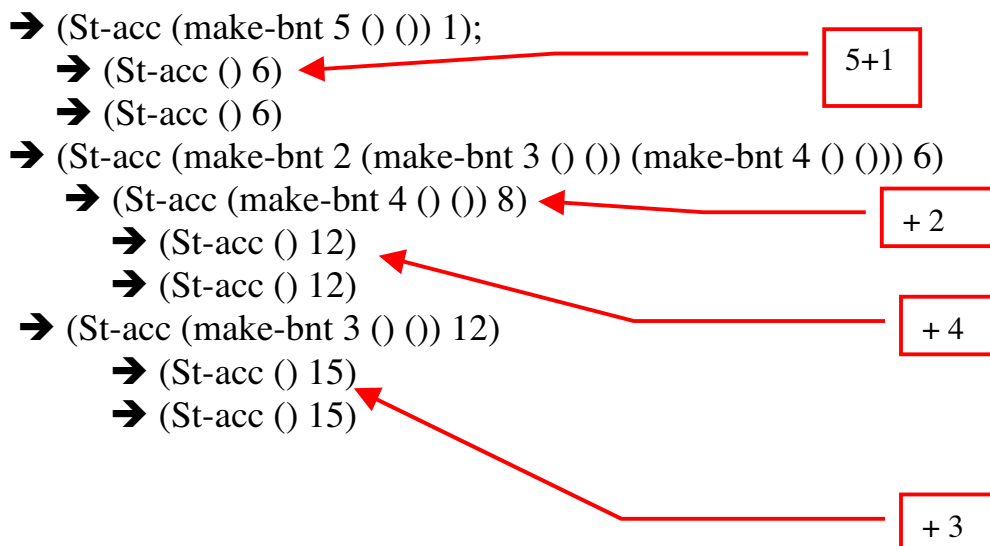 ➔ (St-acc (make-bnt 5 () ()) 1);
5+1
➔ (St-acc () 6)
➔ (St-acc () 6)
➔ (St-acc (make-bnt 2 (make-bnt 3 () ()) (make-bnt 4 () ())) 6)
➔ (St-acc (make-bnt 4 () ()) 8)
+ 2
➔ (St-acc () 12)
➔ (St-acc () 12)
➔ (St-acc (make-bnt 3 () ()) 12)
+ 4
➔ (St-acc () 15)
➔ (St-acc () 15)
+ 3